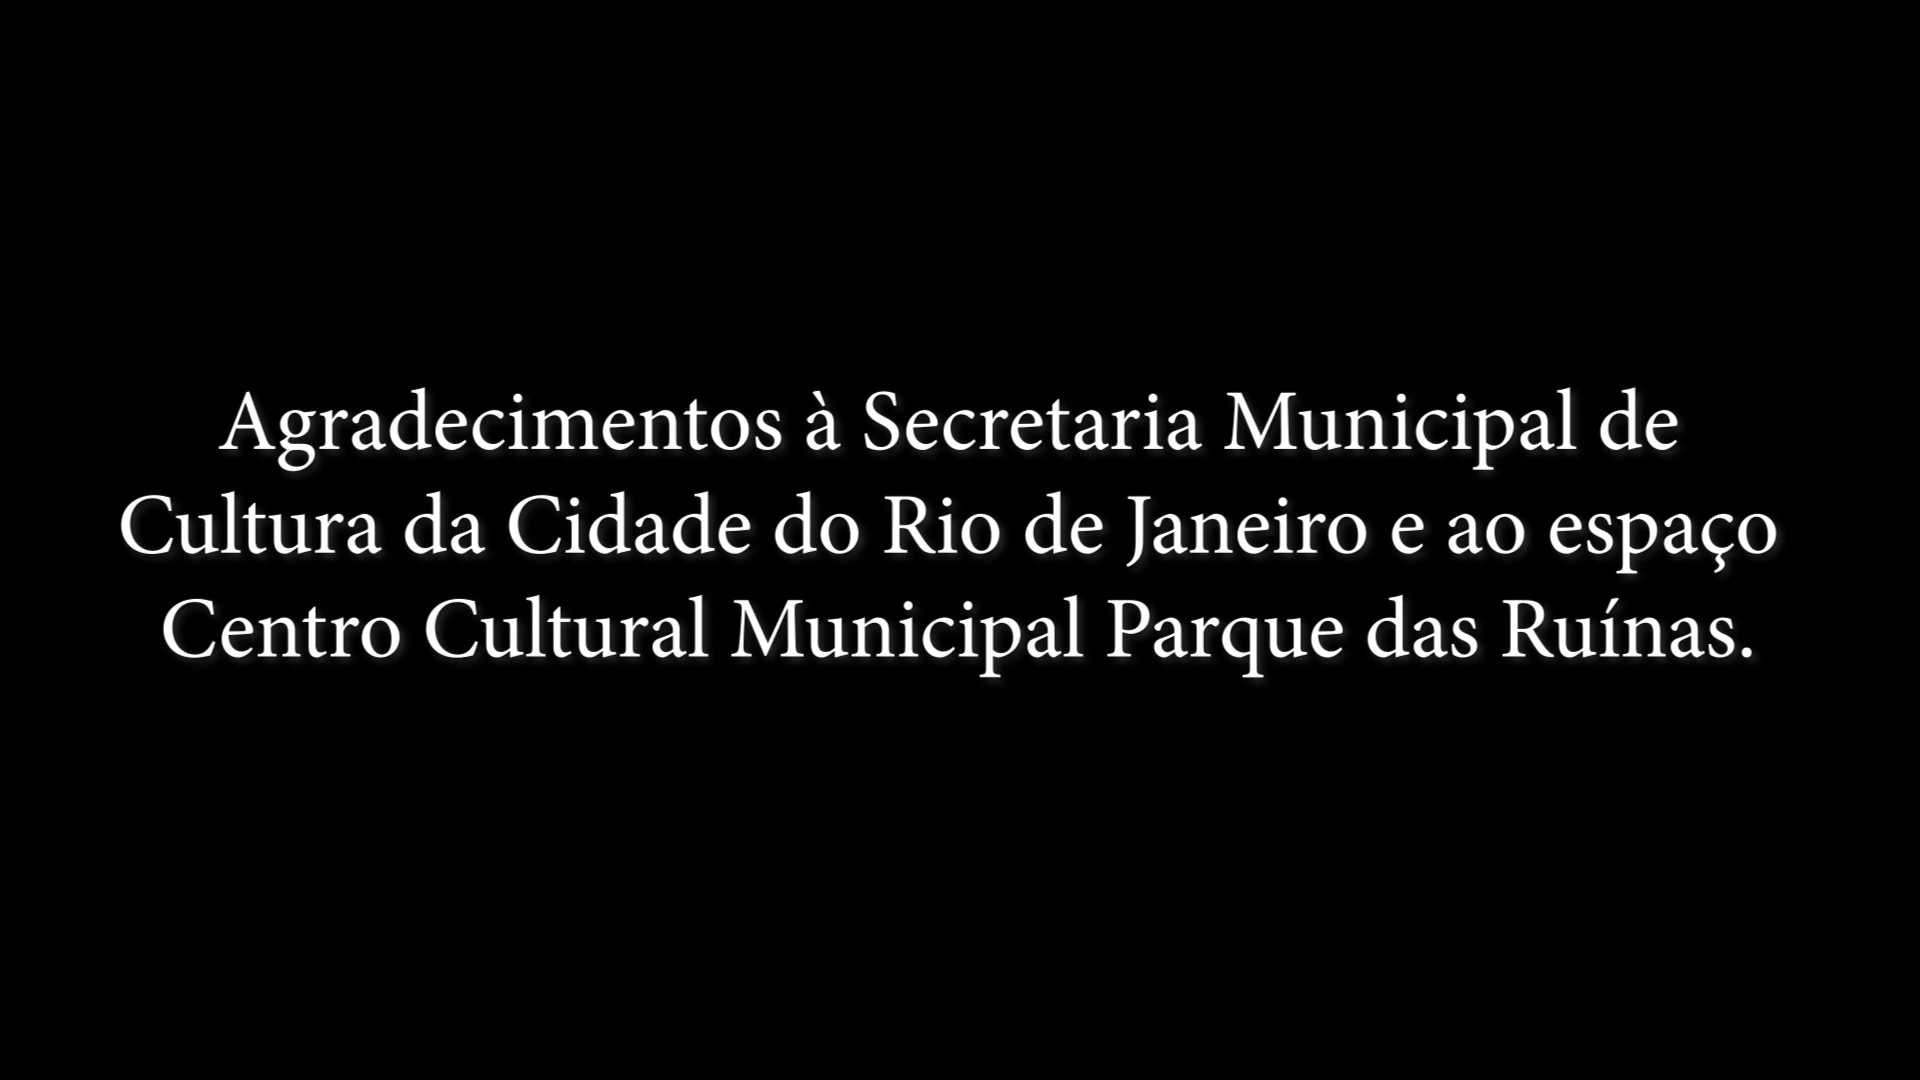 Agradecimentos à Secretaria Municipal de
Cultura da Cidade do Rio de Janeiro e ao espaço
Centro Cultural Municipal Parque das Ruínas.